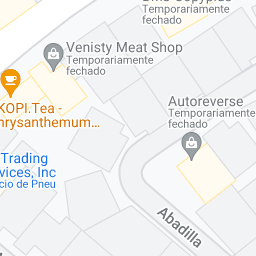 Temporariamente
fechado
Venisty Meat Shop
Temporariamente
fechado
KOPI.Tea -
hrysanthemum...
Autoreverse
Temporariamente
fechado
Trading
vices, Inc
cio de Pneu
Abadilla